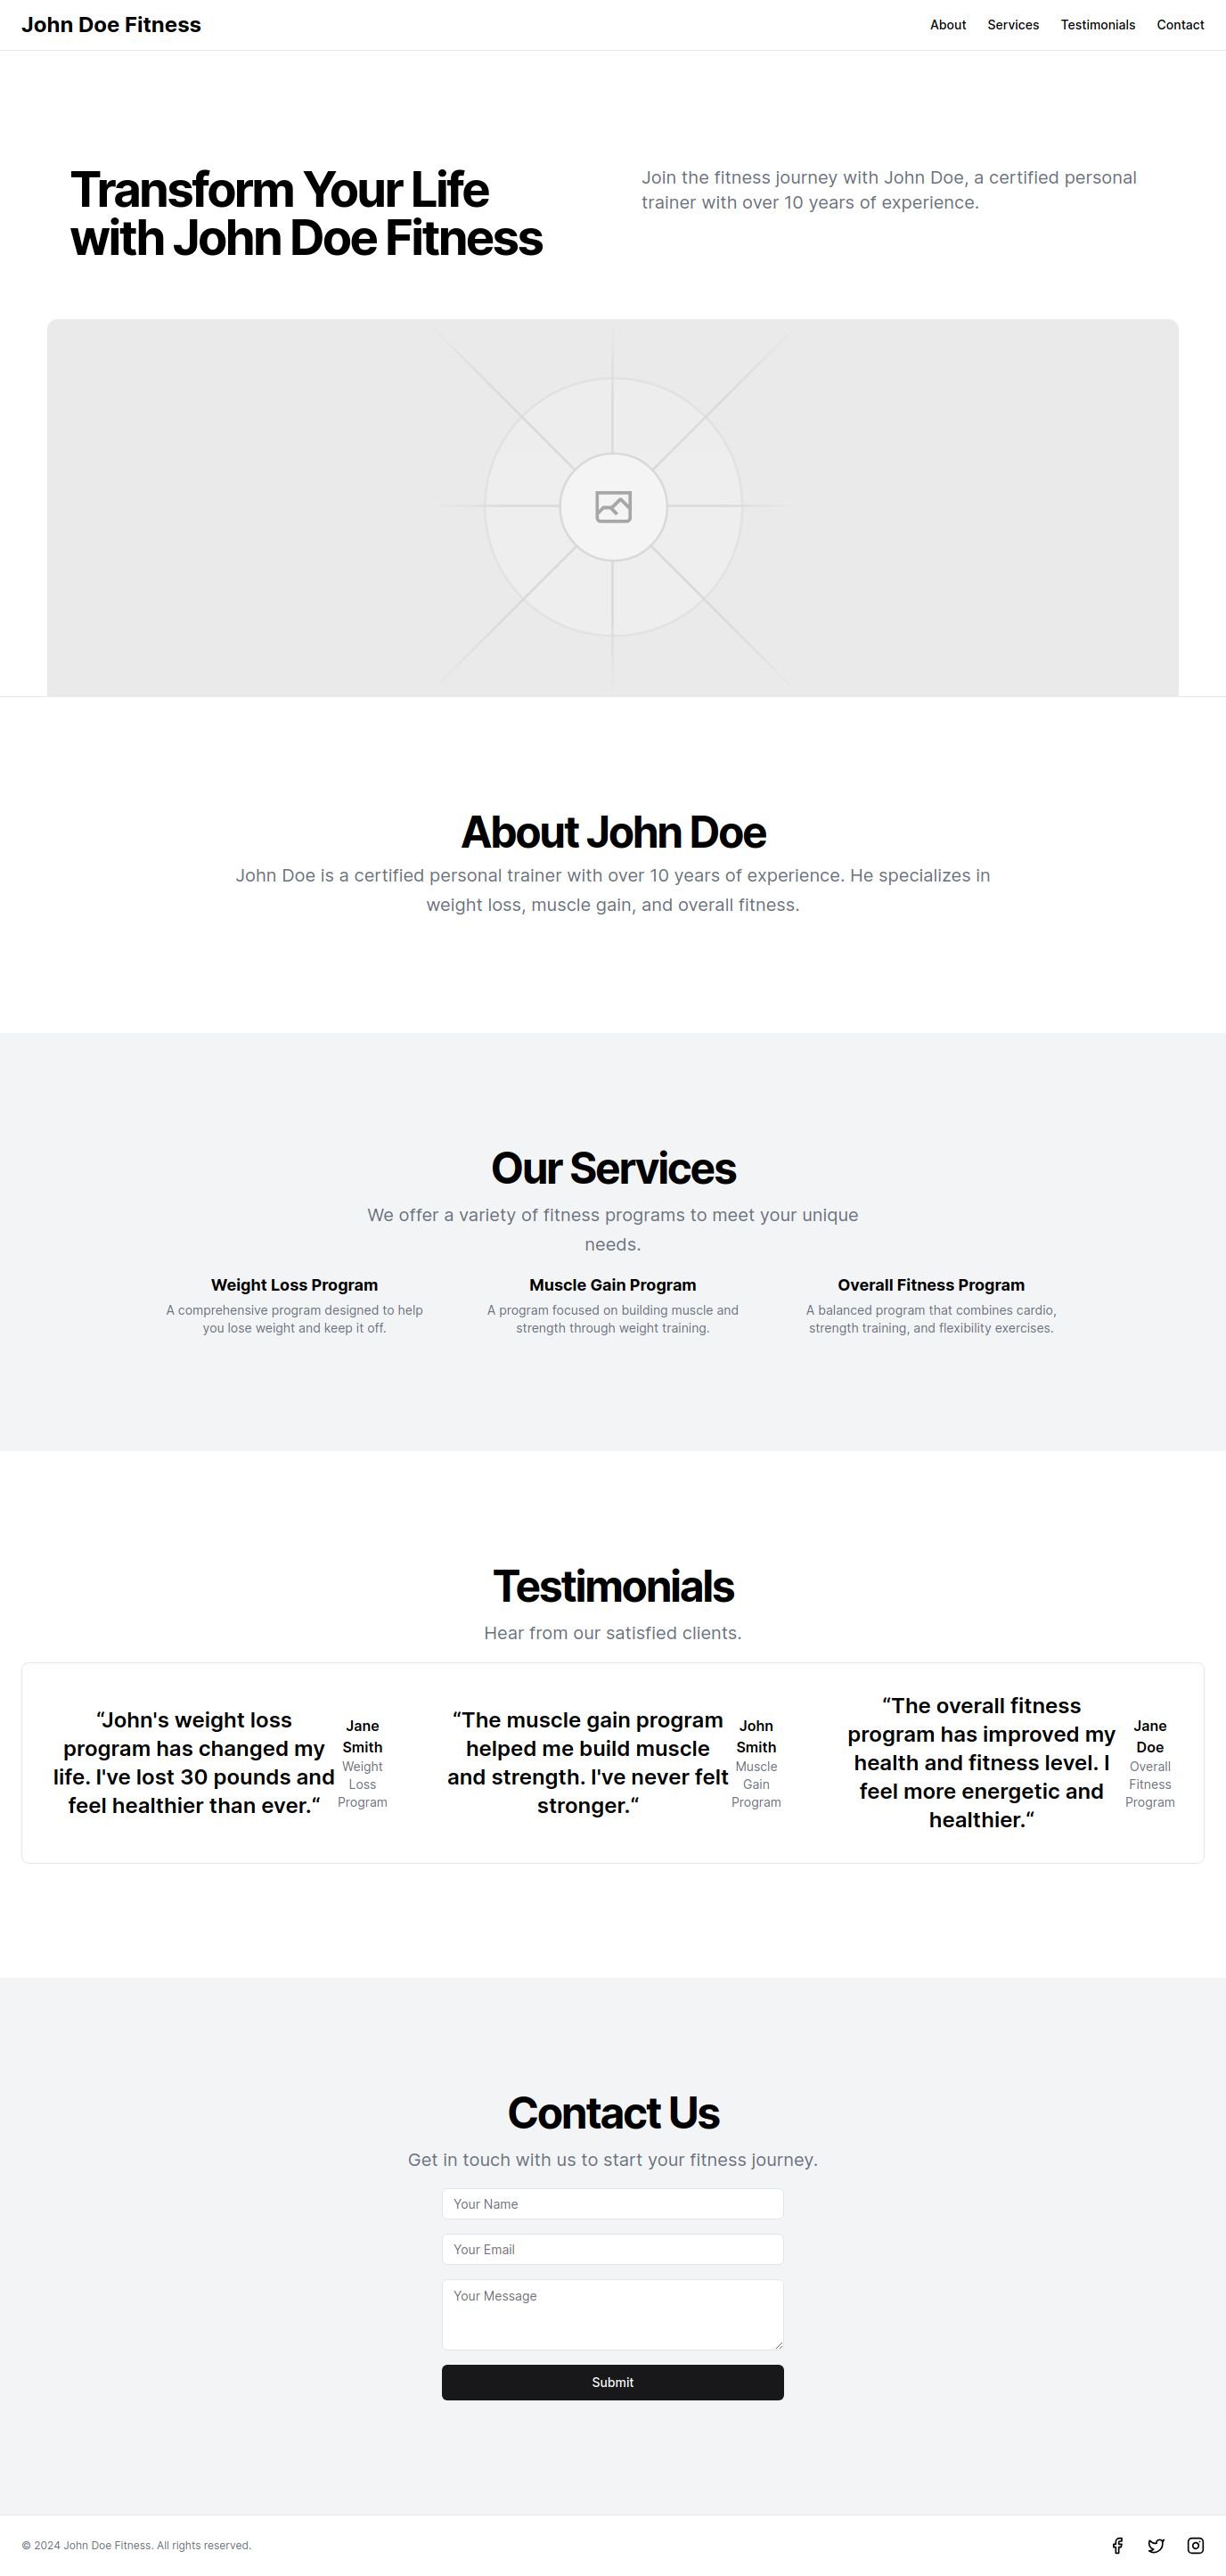 John Doe Fitness
About
Services
Testimonials
Contact
Transform Your Life
with John Doe Fitness
Join the fitness journey with John Doe, a certified personal
trainer with over 10 years of experience.
About John Doe
John Doe is a certified personal trainer with over 10 years of experience. He specializes in
weight loss, muscle gain, and overall fitness.
Our Services
We offer a variety of fitness programs to meet your unique
needs.
Weight Loss Program
A comprehensive program designed to help
you lose weight and keep it off.
Muscle Gain Program
A program focused on building muscle and
strength through weight training.
Overall Fitness Program
A balanced program that combines cardio,
strength training, and flexibility exercises.
Testimonials
Hear from our satisfied clients.
“John's weight loss
program has changed my
life. I've lost 30 pounds and
feel healthier than ever.“
Jane
Smith
Weight
Loss
Program
“The muscle gain program
helped me build muscle
and strength. I've never felt
stronger.“
John
Smith
Muscle
Gain
Program
“The overall fitness
program has improved my
health and fitness level. I
feel more energetic and
healthier.“
Jane
Doe
Overall
Fitness
Program
Contact Us
Get in touch with us to start your fitness journey.
Your Name
Your Email
Your Message
Submit
© 2024 John Doe Fitness. All rights reserved.